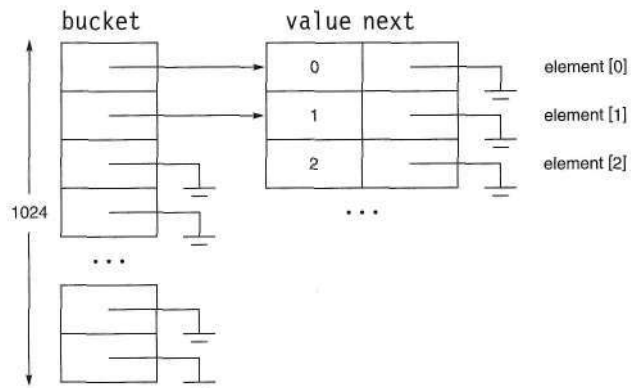 bucket value next
0 element [0]
1 element [1]
2 element [2]
1024
...
...